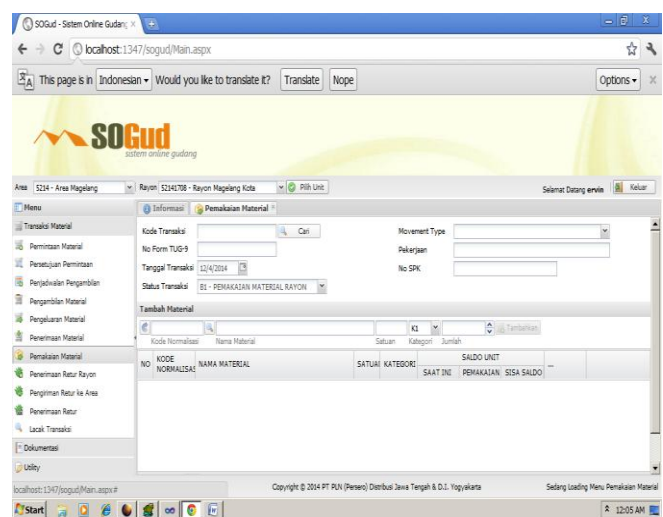 SOGud - Sistem Online Gudang
localhost:1347/sogud/Main.aspx
This page is in Indonesian Would you like to translate it? Translate Nope Options
SOGud
sistem online gudang
Area 5214 - Area Magelang Rayon 52141708 - Rayon Magelang Kota Pilih Unit Selamat Datang ervin Keluar
Menu Informasi Pemakaian Material
Transaksi Material
Permintaan Material
Persetujuan Permintaan
Penjadwalan Pengambilan
Pengambilan Material
Pengeluaran Material
Penerimaan Material
Pemakaian Material
Penerimaan Retur Rayon
Pengiriman Retur ke Area
Penerimaan Retur
Lacak Transaksi
Dokumentasi
Utility
Kode Transaksi Cari Movement Type
No Form TUG-9 Pekerjaan
Tanggal Transaksi 12/4/2014 No SPK
Status Transaksi B1 - PEMAKAIAN MATERIAL RAYON
Tambah Material
K1 Tambahkan
Kode Normalisasi Nama Material Satuan Kategori Jumlah
NO KODE NORMALISAS NAMA MATERIAL SATUAI KATEGORI SALDO UNIT ...
SAAT INI PEMAKAIAN SISA SALDO
localhost:1347/sogud/Main.aspx# Copyright © 2014 PT PLN (Persero) Distribusi Jawa Tengah & D.I. Yogyakarta Sedang Loading Menu Pemakaian Material
Start 12:05 AM